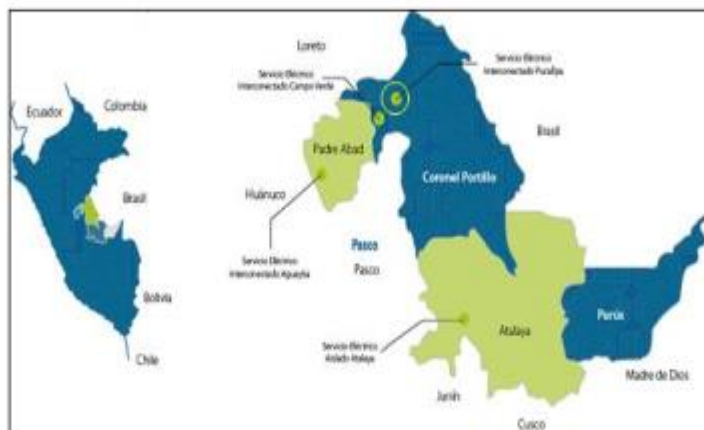 Ecuador
Colombia
Brasil
Bolivia
Chile
Loreto
Servicio Eléctrico
Interconectado Campo Verde
Servicio Eléctrico
Interconectado Pucallpa
Brasil
Padre Abad
Coronel Portillo
Huánuco
Pasco
Pasco
Servicio Eléctrico
Interconectado Aguaytía
Servicio Eléctrico
Aislado Atalaya
Atalaya
Purús
Madre de Dios
Junín
Cusco